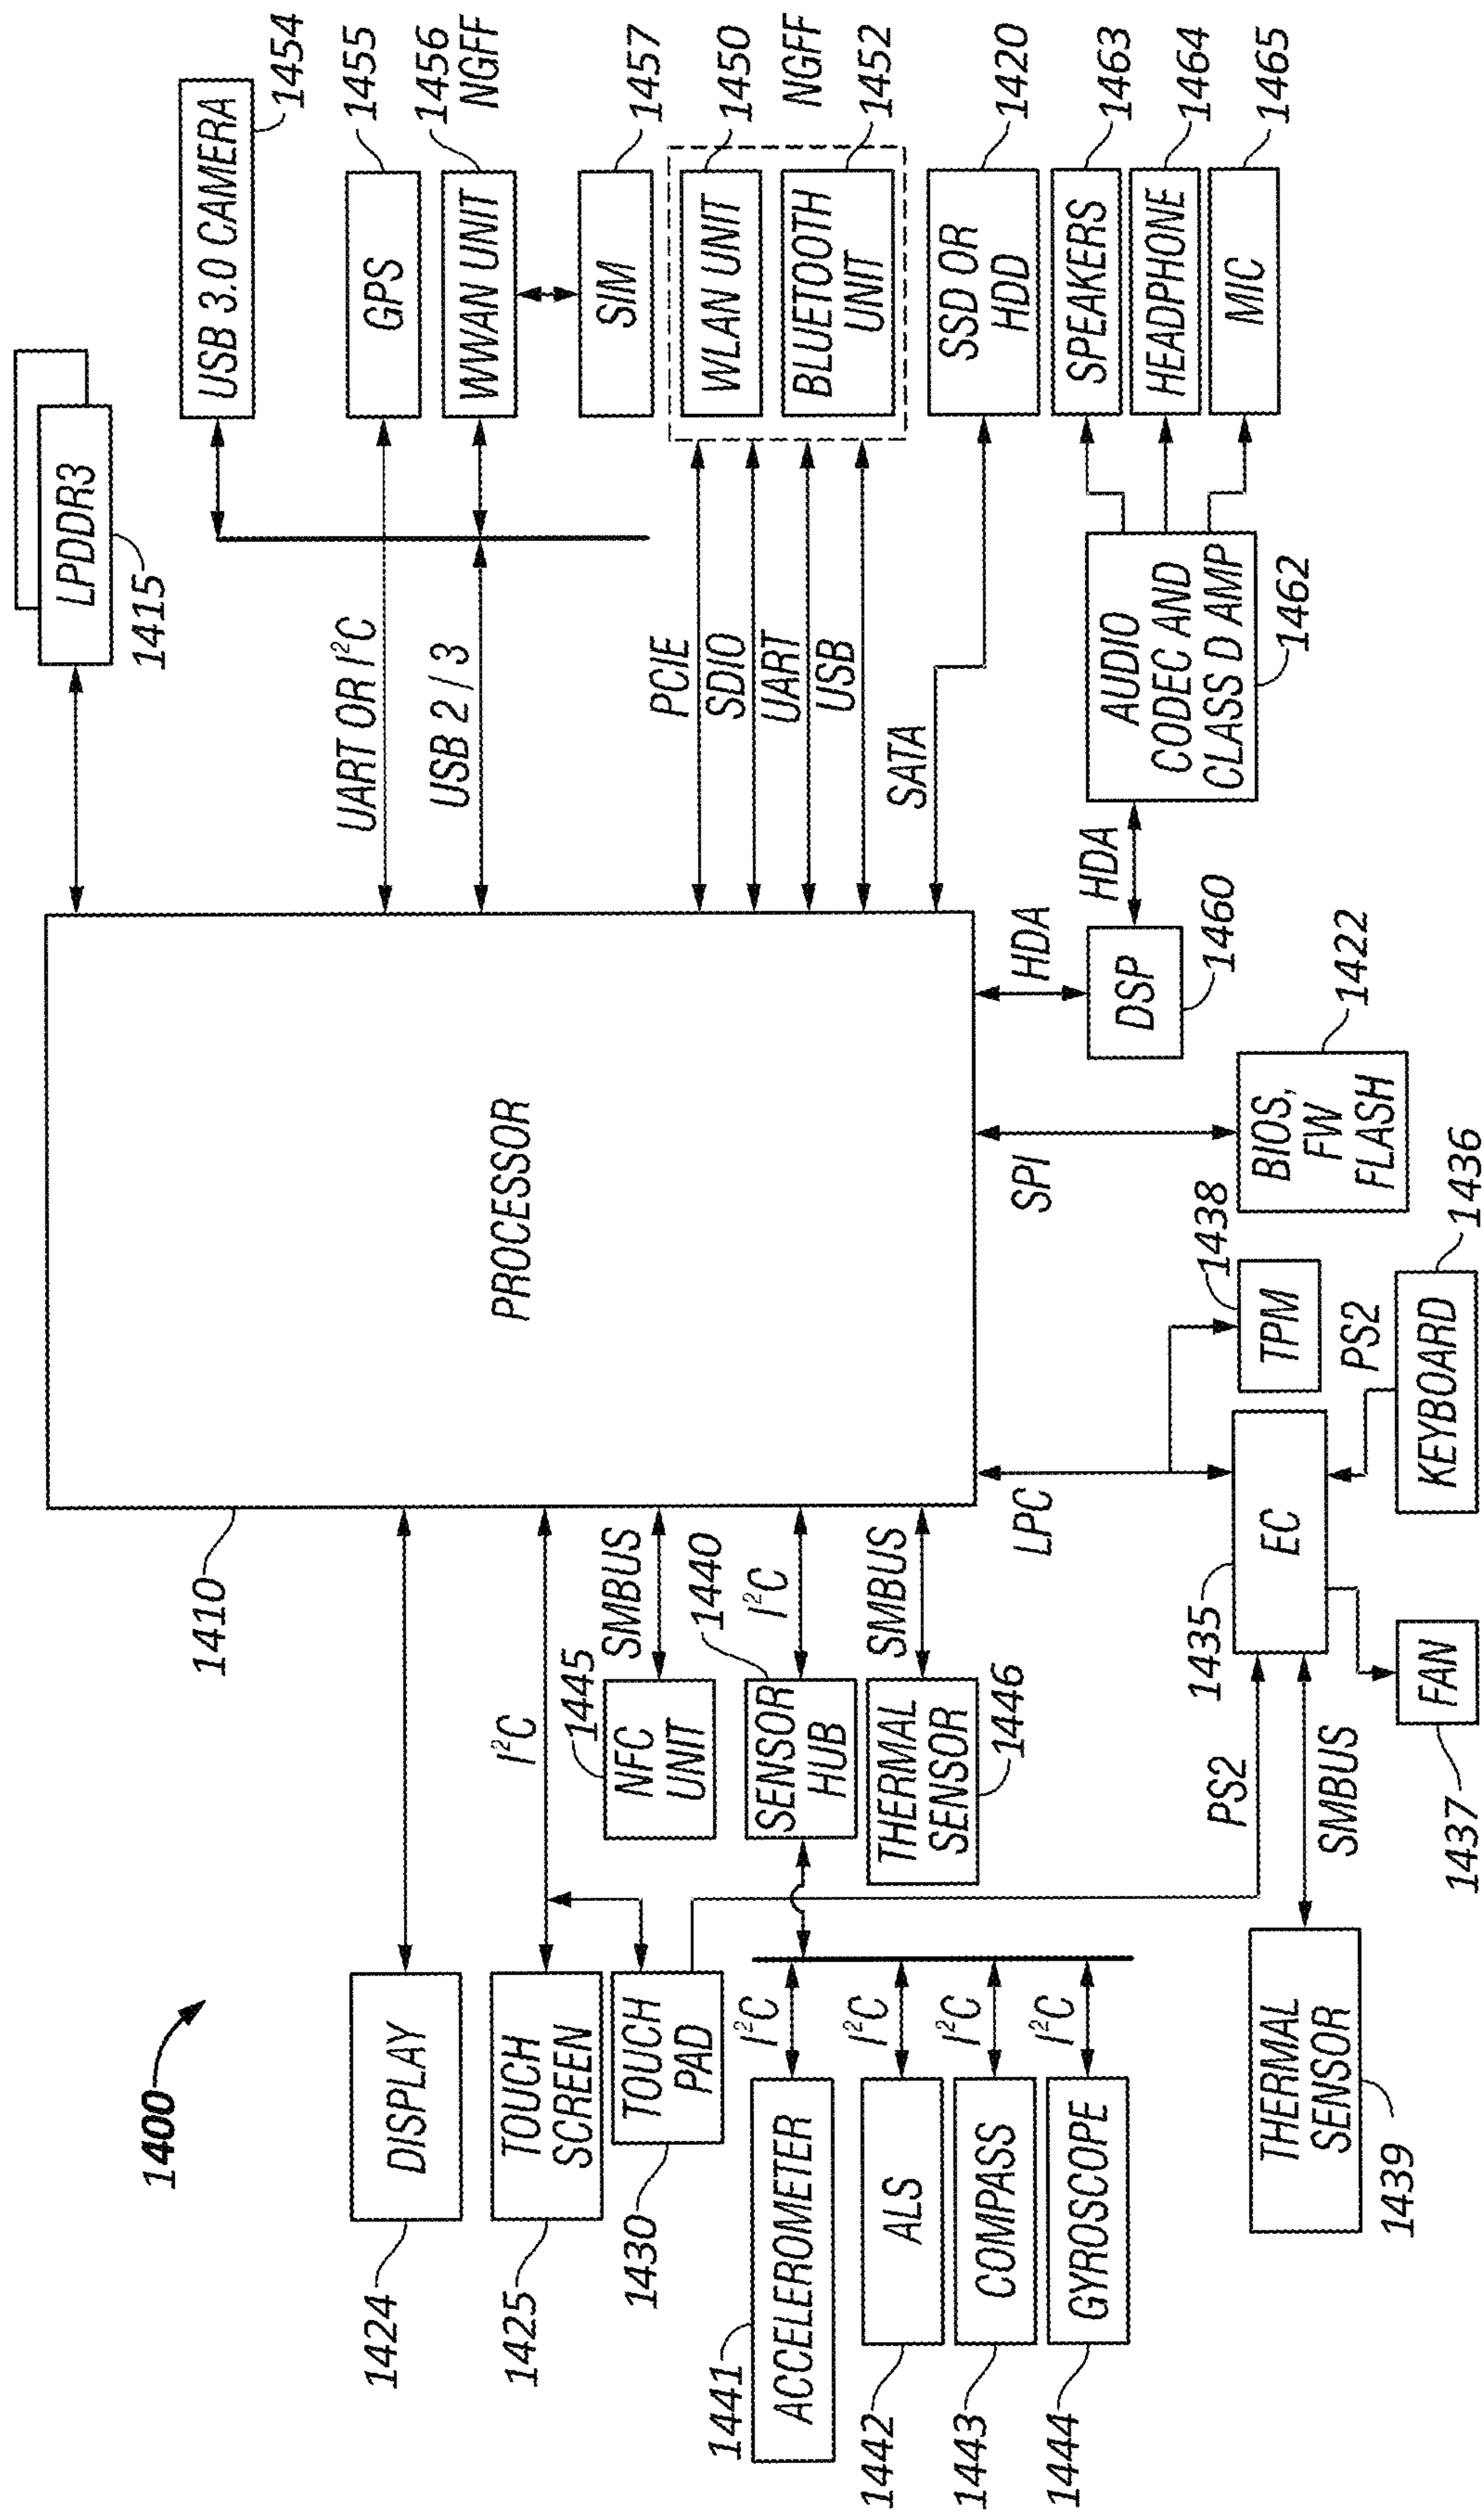 1400
LPDDR3
1415
USB 3.0 CAMERA
1454
GPS
1455
WWAN UNIT
1456
NGFF
SIM
1457
WLAN UNIT
1450
BLUETOOTH
UNIT
NGFF
1452
SSD OR
HDD
1420
SPEAKERS
1463
HEADPHONE
1464
MIC
1465
UART OR I²C
USB 2 / 3
PCIE
SDIO
UART
USB
SATA
AUDIO
CODEC AND
CLASS D AMP
1462
HDA
HDA
DSP
1460
PROCESSOR
1410
SPI
BIOS,
FW
FLASH
1422
LPC
TPM
1438
EC
1435
PS2
KEYBOARD
1436
FAN
1437
PS2
SMBUS
THERMAL
SENSOR
1439
DISPLAY
1424
I²C
TOUCH
SCREEN
1425
TOUCH
PAD
1430
SMBUS
NFC
UNIT
1445
I²C
SENSOR
HUB
1440
SMBUS
THERMAL
SENSOR
1446
I²C
ACCELEROMETER
1441
I²C
ALS
1442
I²C
COMPASS
1443
I²C
GYROSCOPE
1444